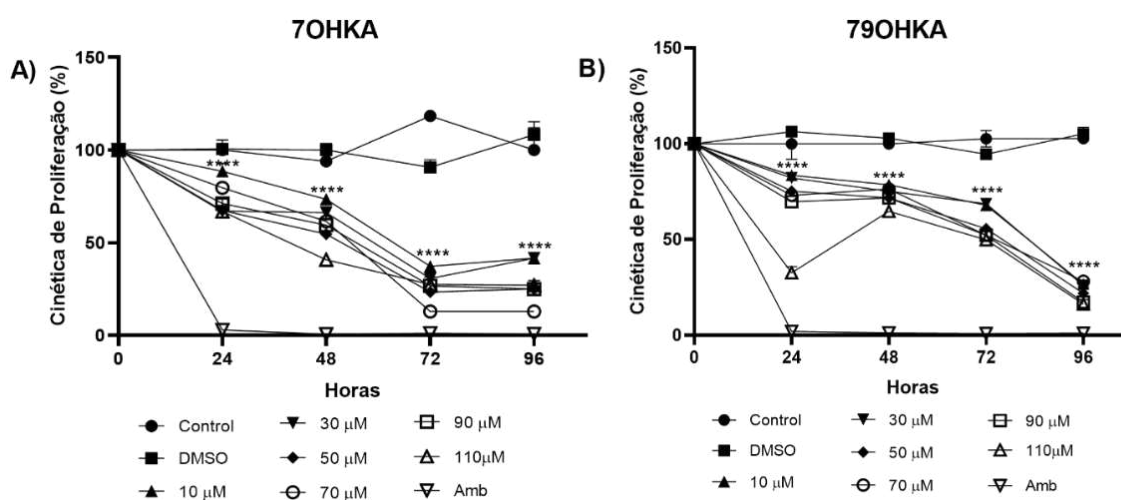 7OHKA
A)
Cinética de Proliferação (%)
150
100
50
0
****
****
****
****
0 24 48 72 96
Horas
Control
30 μM
90 μM
DMSO
50 μM
110μM
10 μM
70 μM
Amb
79OHKA
B)
Cinética de Proliferação (%)
150
100
50
0
****
****
****
****
0 24 48 72 96
Horas
Control
30 μM
90 μM
DMSO
50 μM
110μM
10 μM
70 μM
Amb